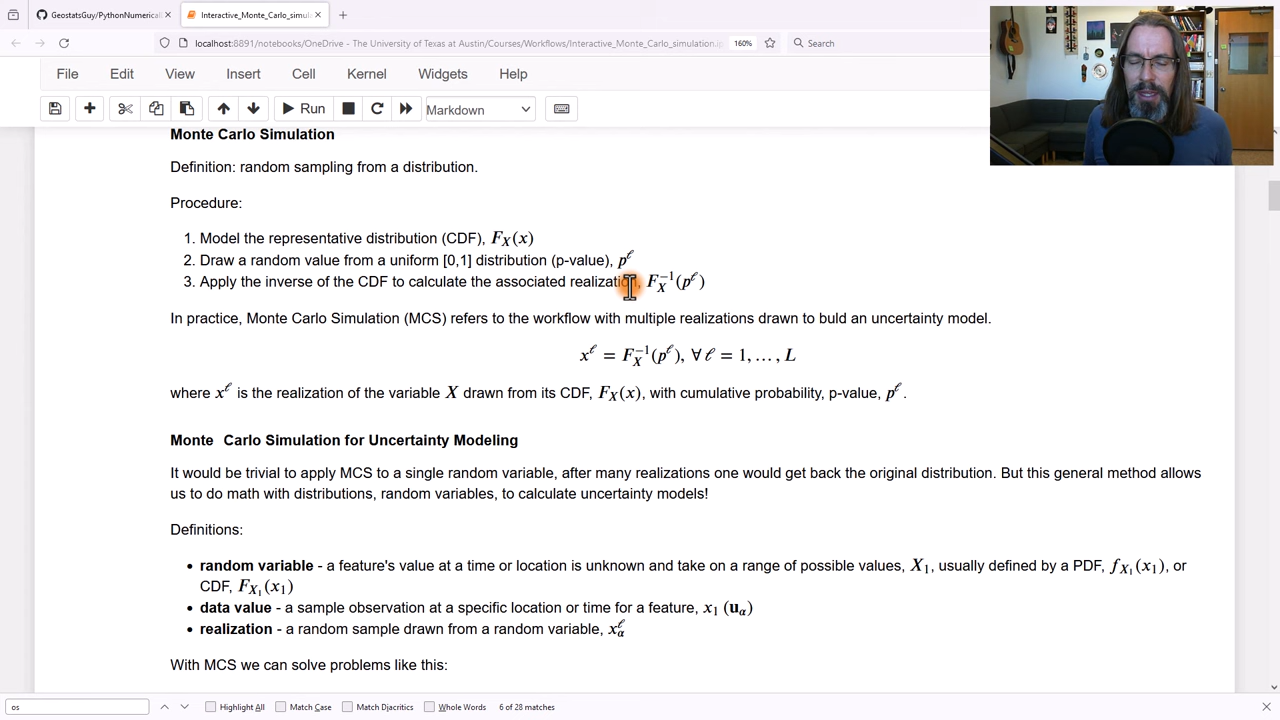 GeostatsGuy/PythonNumerical
Interactive_Monte_Carlo_simul
localhost:8891/notebooks/OneDrive - The University of Texas at Austin/Courses/Workflows/Interactive_Monte_Carlo_simulation.ip
160%
Search
File Edit View Insert Cell Kernel Widgets Help
Run
Markdown
Monte Carlo Simulation
Definition: random sampling from a distribution.
Procedure:
1. Model the representative distribution (CDF), F_X(x)
2. Draw a random value from a uniform [0,1] distribution (p-value), p^ℓ
3. Apply the inverse of the CDF to calculate the associated realization, F_X^{-1}(p^ℓ)
In practice, Monte Carlo Simulation (MCS) refers to the workflow with multiple realizations drawn to buld an uncertainty model.
x^ℓ = F_X^{-1}(p^ℓ), ∀ ℓ = 1, … , L
where x^ℓ is the realization of the variable X drawn from its CDF, F_X(x), with cumulative probability, p-value, p^ℓ.
Monte Carlo Simulation for Uncertainty Modeling
It would be trivial to apply MCS to a single random variable, after many realizations one would get back the original distribution. But this general method allows
us to do math with distributions, random variables, to calculate uncertainty models!
Definitions:
• random variable - a feature's value at a time or location is unknown and take on a range of possible values, X_1, usually defined by a PDF, f_{X_1}(x_1), or
CDF, F_{X_1}(x_1)
• data value - a sample observation at a specific location or time for a feature, x_1 (u_α)
• realization - a random sample drawn from a random variable, x_α^ℓ
With MCS we can solve problems like this:
os
Highlight All Match Case Match Diacritics Whole Words 6 of 28 matches